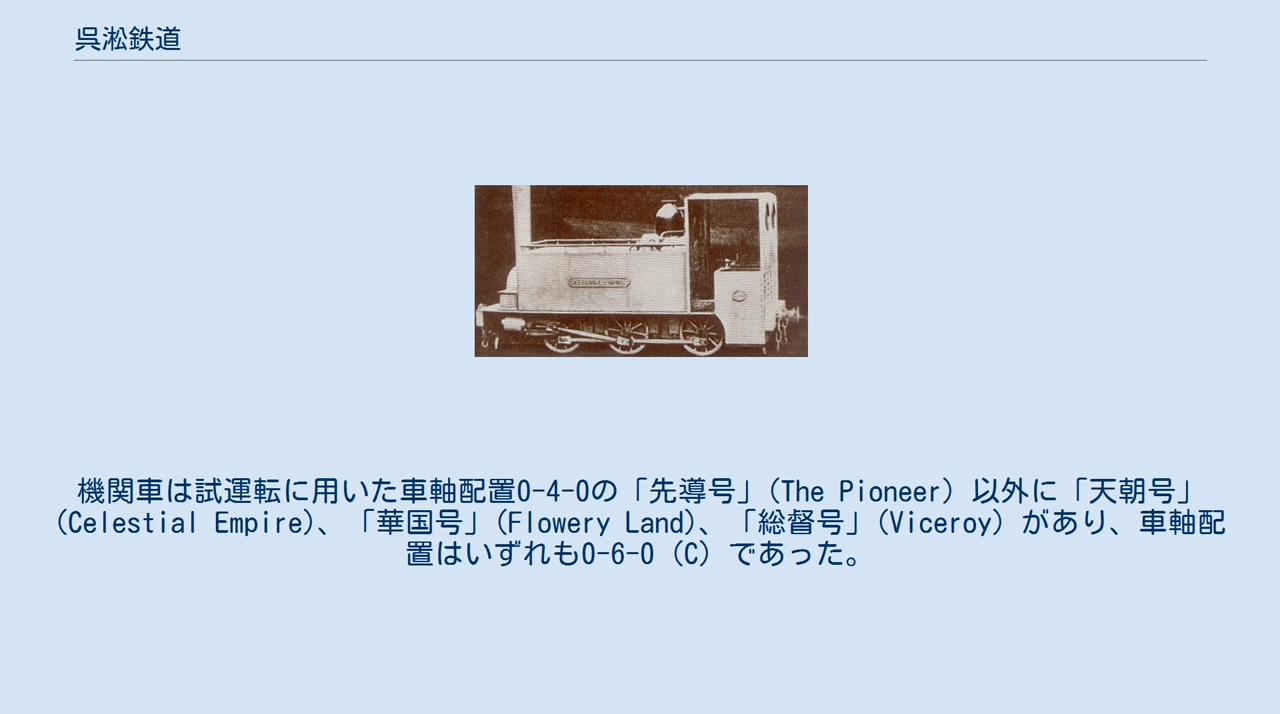 呉淞鉄道
機関車は試運転に用いた車軸配置0-4-0の「先導号」(The Pioneer) 以外に「天朝号」
(Celestial Empire)、「華国号」(Flowery Land)、「総督号」(Viceroy) があり、車軸配
置はいずれも0-6-0 (C) であった。